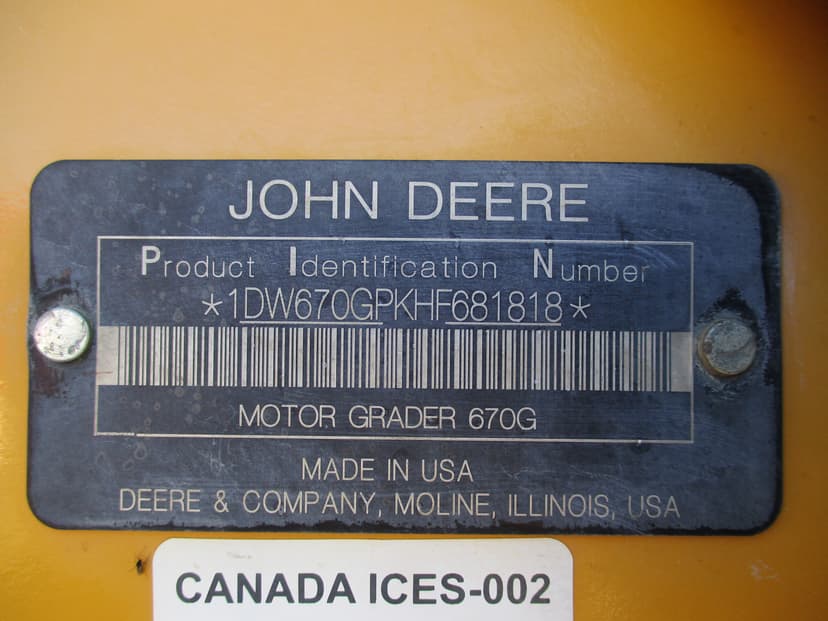 JOHN DEERE
Product Identification Number
*1DW670GPKHF681818*
MOTOR GRADER 670G
MADE IN USA
DEERE & COMPANY, MOLINE, ILLINOIS, USA
CANADA ICES-002